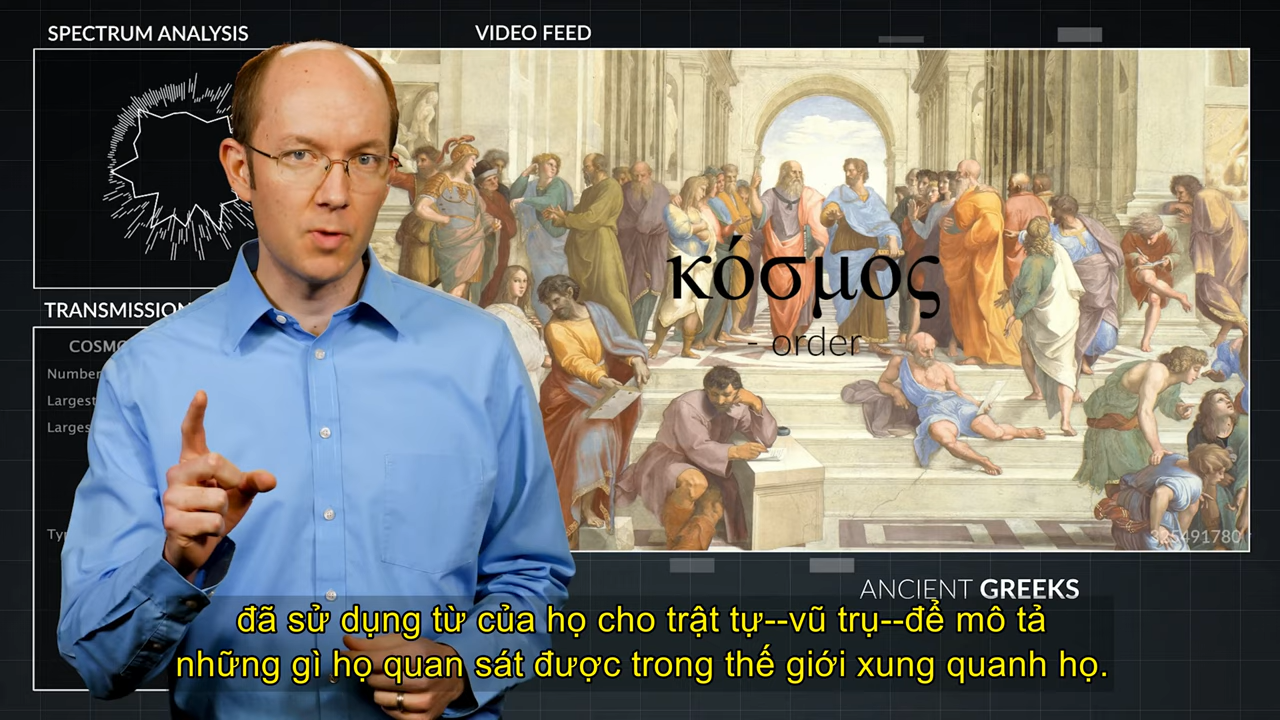 SPECTRUM ANALYSIS
VIDEO FEED
κόσμος
- order
TRANSMISSION
Number
ANCIENT GREEKS
đã sử dụng từ của họ cho trật tự--vũ trụ--để mô tả
những gì họ quan sát được trong thế giới xung quanh họ.